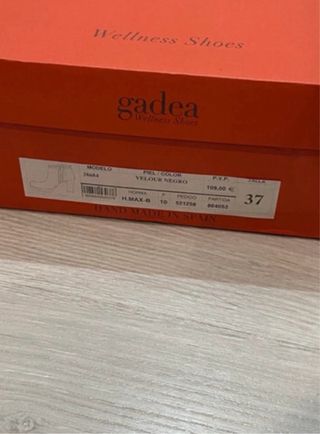 Wellness Shoes
gadea
Wellness Shoes
MODELO PIEL / COLOR P.V.P. TALLA
VELOUR NEGRO 109,00 €
HORMA P PEDIDO PARTIDA 37
H.MAX-B 10
HAND MADE IN SPAIN